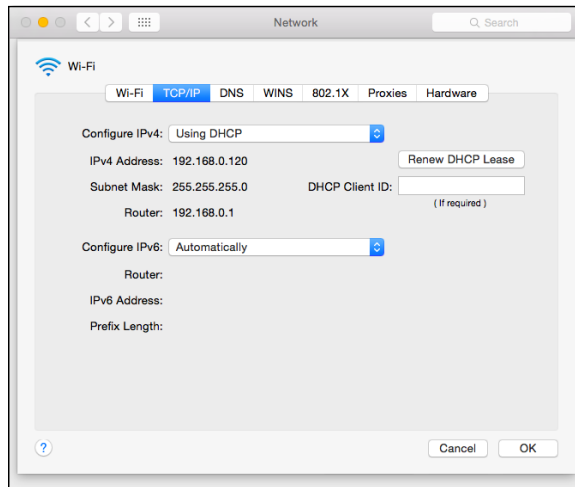 Network
Search
Wi-Fi
Wi-Fi TCP/IP DNS WINS 802.1X Proxies Hardware
Configure IPv4: Using DHCP
IPv4 Address: 192.168.0.120 Renew DHCP Lease
Subnet Mask: 255.255.255.0 DHCP Client ID:
( If required )
Router: 192.168.0.1
Configure IPv6: Automatically
Router:
IPv6 Address:
Prefix Length:
? Cancel OK